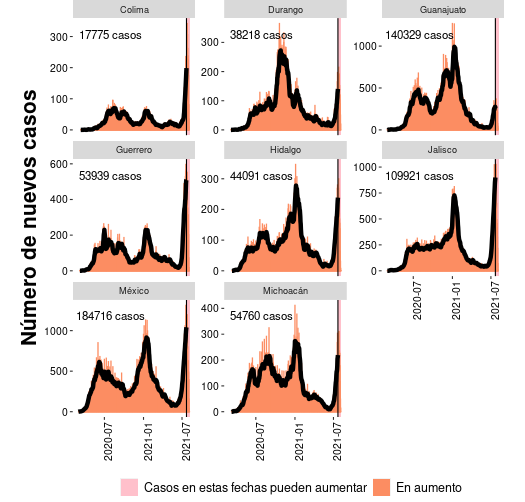 Número de nuevos casos
Colima
Durango
Guanajuato
17775 casos
38218 casos
140329 casos
300
200
100
0
300
200
100
0
1000
500
0
Guerrero
Hidalgo
Jalisco
53939 casos
44091 casos
109921 casos
600
400
200
0
300
200
100
0
1000
750
500
250
0
2020-07
2021-01
2021-07
México
Michoacán
184716 casos
54760 casos
1000
500
0
400
300
200
100
0
2020-07
2021-01
2021-07
2020-07
2021-01
2021-07
Casos en estas fechas pueden aumentar
En aumento